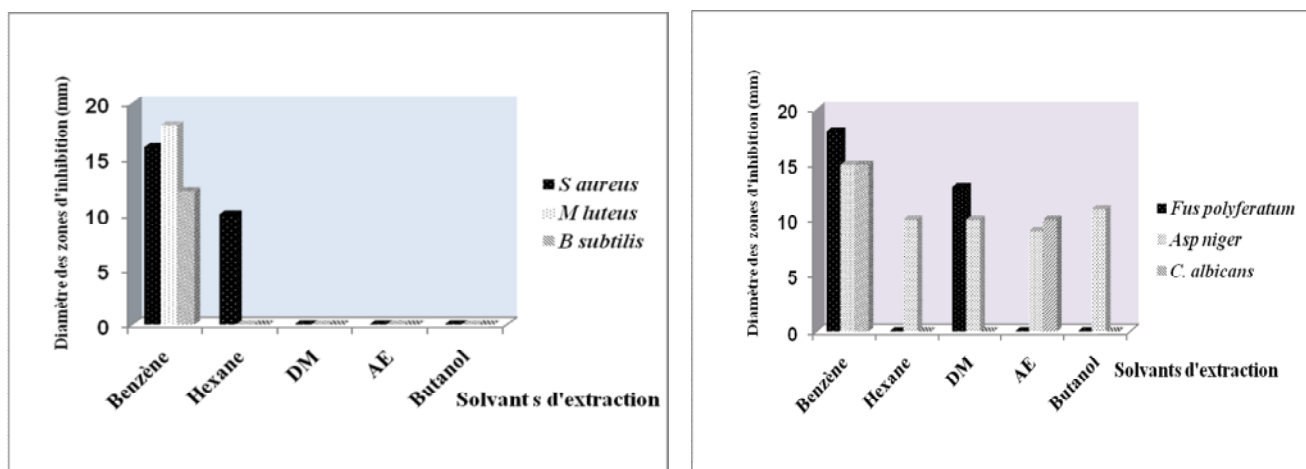 Diamètre des zones d'inhibition (mm)
20
15
10
5
0
Benzène
Hexane
DM
AE
Butanol
Solvant s d'extraction
S aureus
M luteus
B subtilis
Diamètre des zones d'inhibition (mm)
20
15
10
5
0
Benzène
Hexane
DM
AE
Butanol
Solvants d'extraction
Fus polyferatum
Asp niger
C. albicans